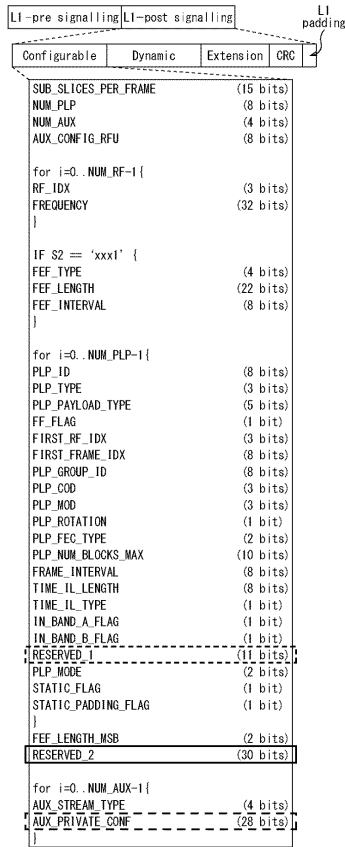 L1-pre signalling L1-post signalling
L1
padding
Configurable Dynamic Extension CRC
SUB_SLICES_PER_FRAME (15 bits)
NUM_PLP (8 bits)
NUM_AUX (4 bits)
AUX_CONFIG_RFU (8 bits)
for i=0..NUM_RF-1{
RF_IDX (3 bits)
FREQUENCY (32 bits)
}
IF S2 == 'xxx1' {
FEF_TYPE (4 bits)
FEF_LENGTH (22 bits)
FEF_INTERVAL (8 bits)
}
for i=0..NUM_PLP-1{
PLP_ID (8 bits)
PLP_TYPE (3 bits)
PLP_PAYLOAD_TYPE (5 bits)
FF_FLAG (1 bit)
FIRST_RF_IDX (3 bits)
FIRST_FRAME_IDX (8 bits)
PLP_GROUP_ID (8 bits)
PLP_COD (3 bits)
PLP_MOD (3 bits)
PLP_ROTATION (1 bit)
PLP_FEC_TYPE (2 bits)
PLP_NUM_BLOCKS_MAX (10 bits)
FRAME_INTERVAL (8 bits)
TIME_IL_LENGTH (8 bits)
TIME_IL_TYPE (1 bit)
IN_BAND_A_FLAG (1 bit)
IN_BAND_B_FLAG (1 bit)
RESERVED_1 (11 bits)
PLP_MODE (2 bits)
STATIC_FLAG (1 bit)
STATIC_PADDING_FLAG (1 bit)
}
FEF_LENGTH_MSB (2 bits)
RESERVED_2 (30 bits)
for i=0..NUM_AUX-1{
AUX_STREAM_TYPE (4 bits)
AUX_PRIVATE_CONF (28 bits)
}